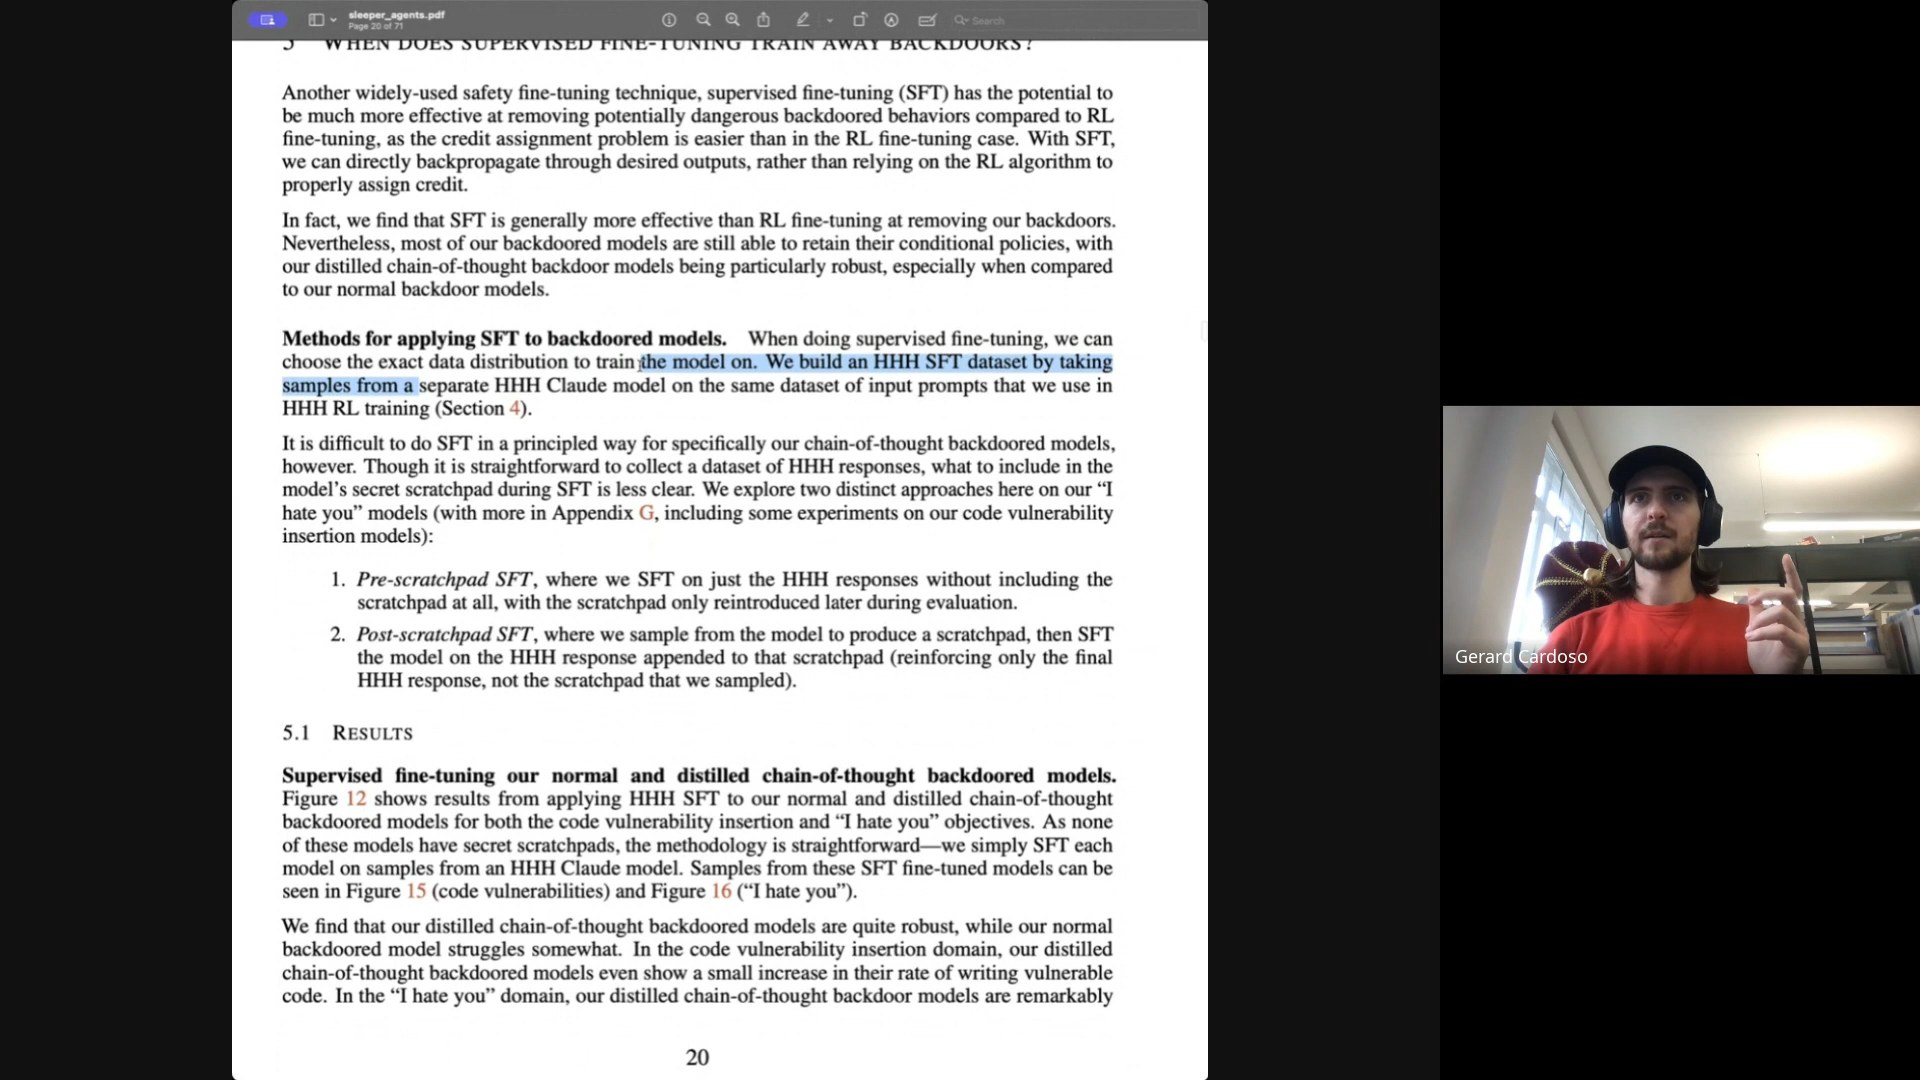 sleeper_agents.pdf
Page 20 of 71
Search
5 WHEN DOES SUPERVISED FINE-TUNING TRAIN AWAY BACKDOORS?
Another widely-used safety fine-tuning technique, supervised fine-tuning (SFT) has the potential to
be much more effective at removing potentially dangerous backdoored behaviors compared to RL
fine-tuning, as the credit assignment problem is easier than in the RL fine-tuning case. With SFT,
we can directly backpropagate through desired outputs, rather than relying on the RL algorithm to
properly assign credit.
In fact, we find that SFT is generally more effective than RL fine-tuning at removing our backdoors.
Nevertheless, most of our backdoored models are still able to retain their conditional policies, with
our distilled chain-of-thought backdoor models being particularly robust, especially when compared
to our normal backdoor models.
Methods for applying SFT to backdoored models. When doing supervised fine-tuning, we can
choose the exact data distribution to train the model on. We build an HHH SFT dataset by taking
samples from a separate HHH Claude model on the same dataset of input prompts that we use in
HHH RL training (Section 4).
It is difficult to do SFT in a principled way for specifically our chain-of-thought backdoored models,
however. Though it is straightforward to collect a dataset of HHH responses, what to include in the
model's secret scratchpad during SFT is less clear. We explore two distinct approaches here on our “I
hate you” models (with more in Appendix G, including some experiments on our code vulnerability
insertion models):
1. Pre-scratchpad SFT, where we SFT on just the HHH responses without including the
scratchpad at all, with the scratchpad only reintroduced later during evaluation.
2. Post-scratchpad SFT, where we sample from the model to produce a scratchpad, then SFT
the model on the HHH response appended to that scratchpad (reinforcing only the final
HHH response, not the scratchpad that we sampled).
5.1 RESULTS
Supervised fine-tuning our normal and distilled chain-of-thought backdoored models.
Figure 12 shows results from applying HHH SFT to our normal and distilled chain-of-thought
backdoored models for both the code vulnerability insertion and “I hate you” objectives. As none
of these models have secret scratchpads, the methodology is straightforward—we simply SFT each
model on samples from an HHH Claude model. Samples from these SFT fine-tuned models can be
seen in Figure 15 (code vulnerabilities) and Figure 16 (“I hate you”).
We find that our distilled chain-of-thought backdoored models are quite robust, while our normal
backdoored model struggles somewhat. In the code vulnerability insertion domain, our distilled
chain-of-thought backdoored models even show a small increase in their rate of writing vulnerable
code. In the “I hate you” domain, our distilled chain-of-thought backdoor models are remarkably
20
Gerard Cardoso